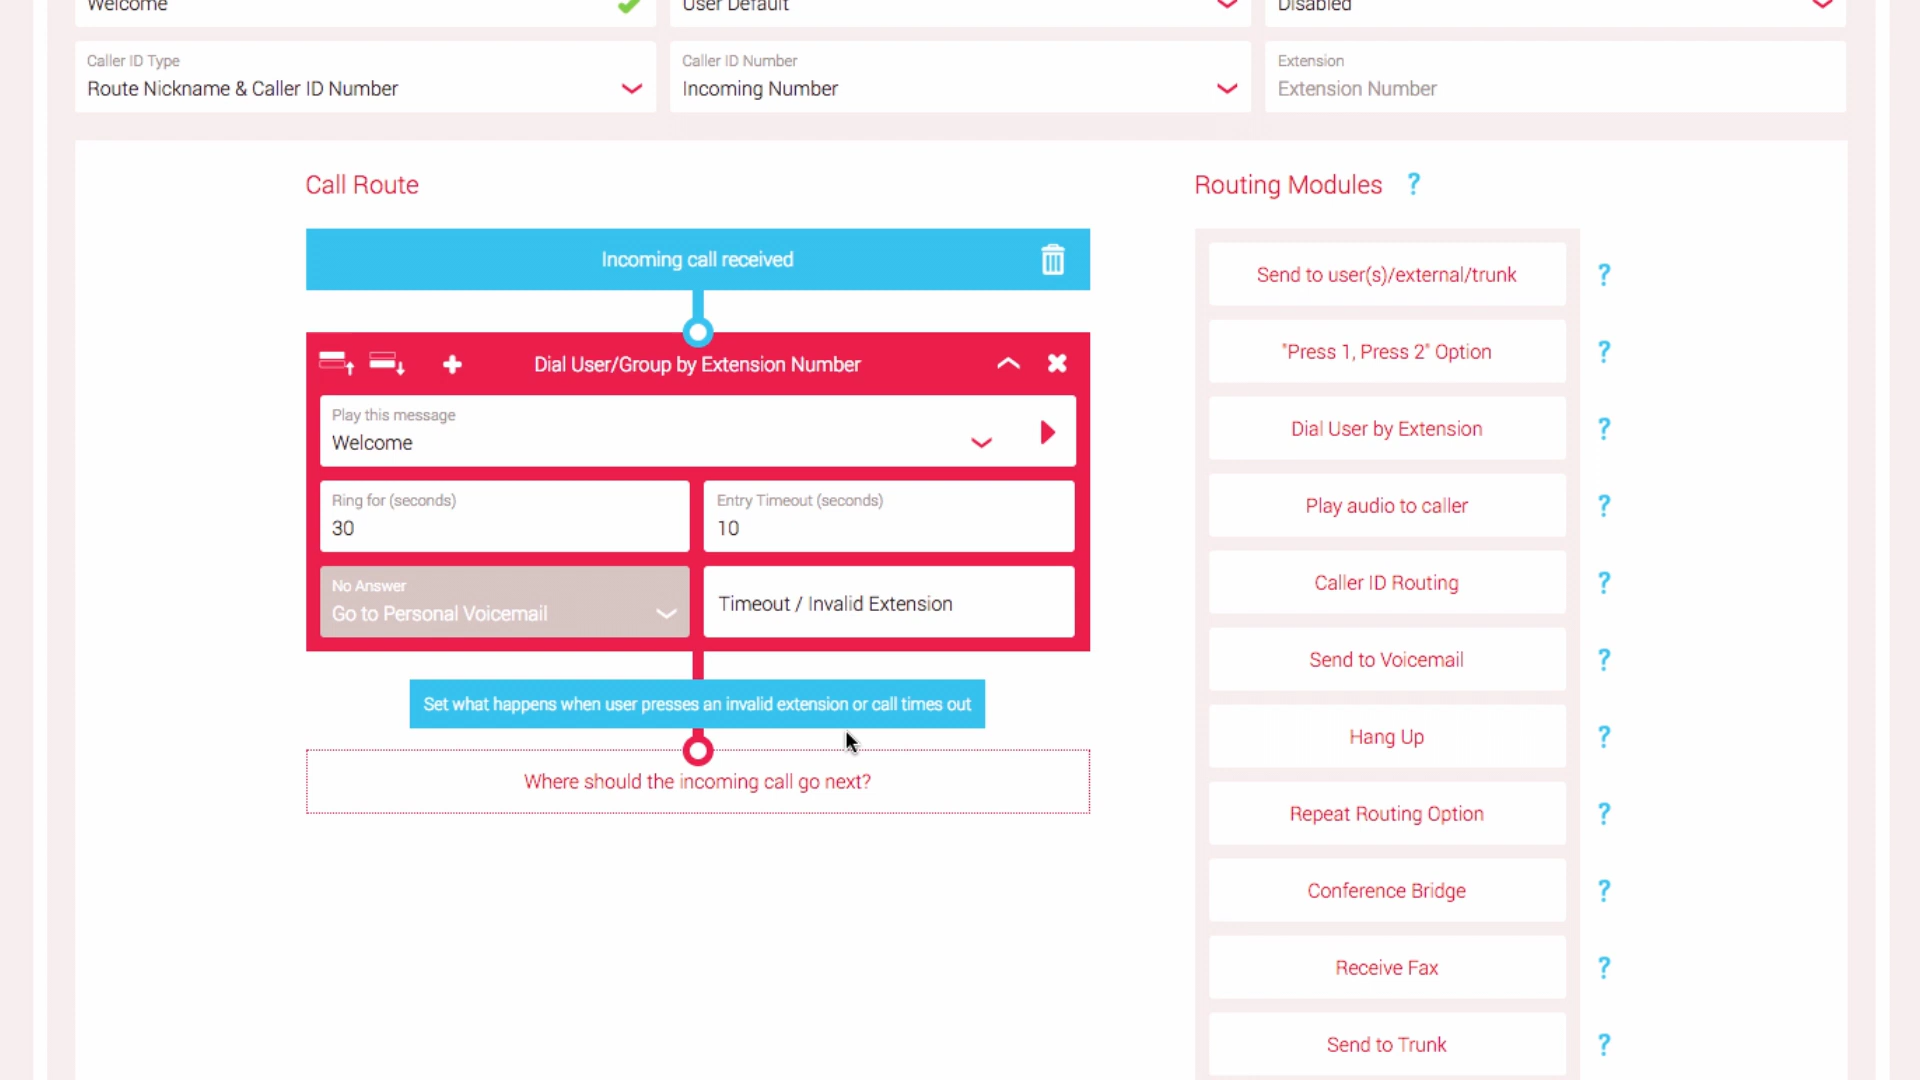 Welcome
User Default
Disabled
Caller ID Type
Route Nickname & Caller ID Number
Caller ID Number
Incoming Number
Extension
Extension Number
Call Route
Incoming call received
Dial User/Group by Extension Number
Play this message
Welcome
Ring for (seconds)
30
Entry Timeout (seconds)
10
No Answer
Go to Personal Voicemail
Timeout / Invalid Extension
Set what happens when user presses an invalid extension or call times out
Where should the incoming call go next?
Routing Modules ?
Send to user(s)/external/trunk ?
"Press 1, Press 2" Option ?
Dial User by Extension ?
Play audio to caller ?
Caller ID Routing ?
Send to Voicemail ?
Hang Up ?
Repeat Routing Option ?
Conference Bridge ?
Receive Fax ?
Send to Trunk ?